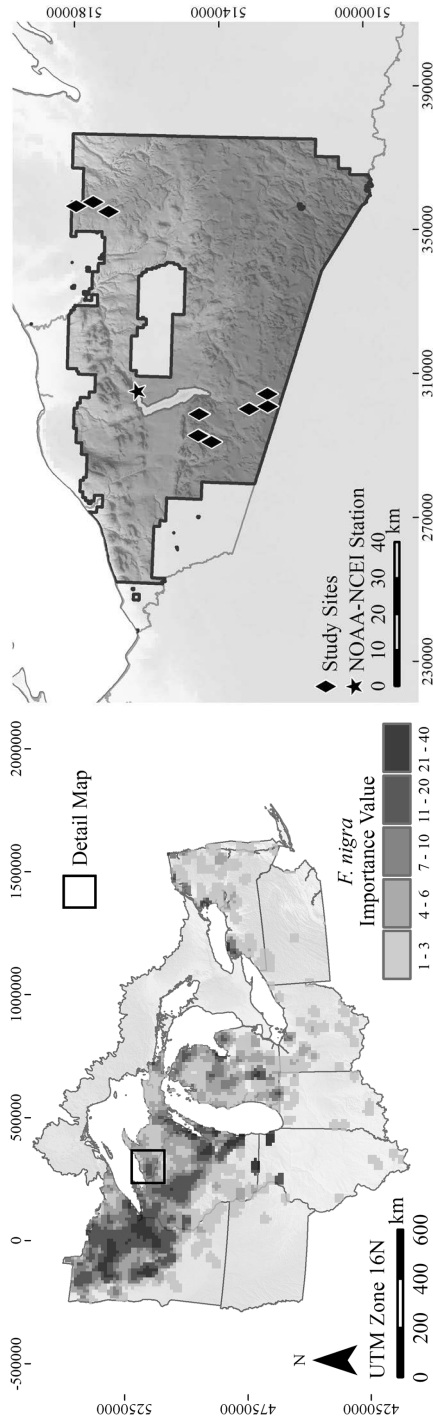 -500000 0 500000 1000000 1500000 2000000
5250000
4750000
4250000
Detail Map
N
UTM Zone 16N
0 200 400 600
km
F. nigra
Importance Value
1 - 3 4 - 6 7 - 10 11 - 20 21 - 40
5180000
5140000
5100000
Study Sites
NOAA-NCEI Station
0 10 20 30 40
km
230000 270000 310000 350000 390000